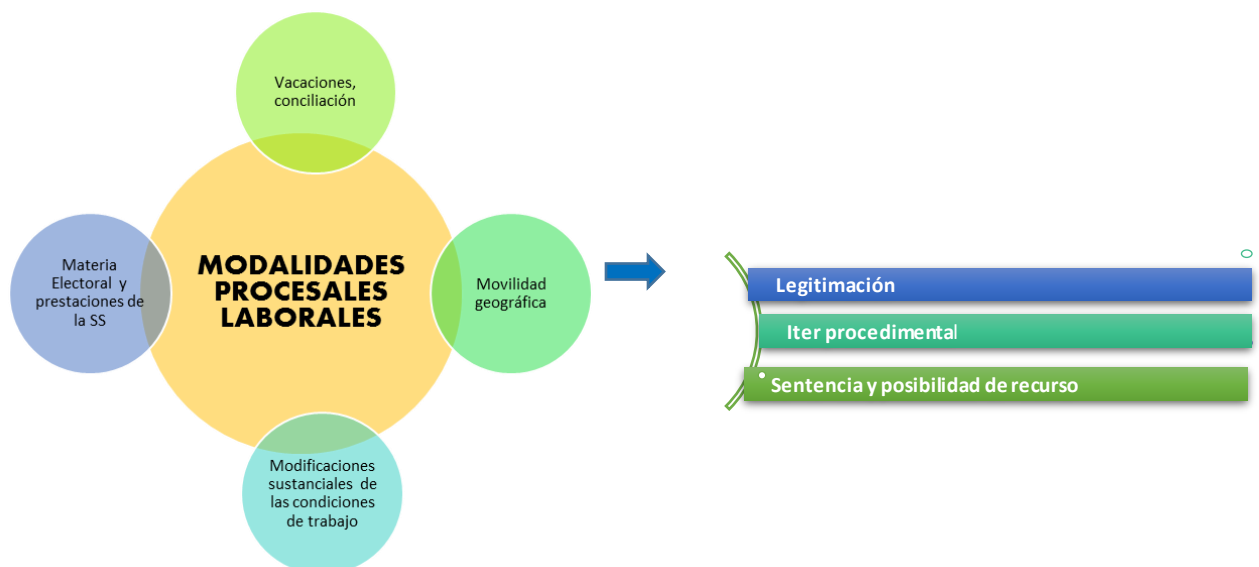 Vacaciones,
conciliación
Materia
Electoral y
prestaciones de
la SS
MODALIDADES
PROCESALES
LABORALES
Movilidad
geográfica
Modificaciones
sustanciales de
las condiciones
de trabajo
Legitimación
Iter procedimental
Sentencia y posibilidad de recurso